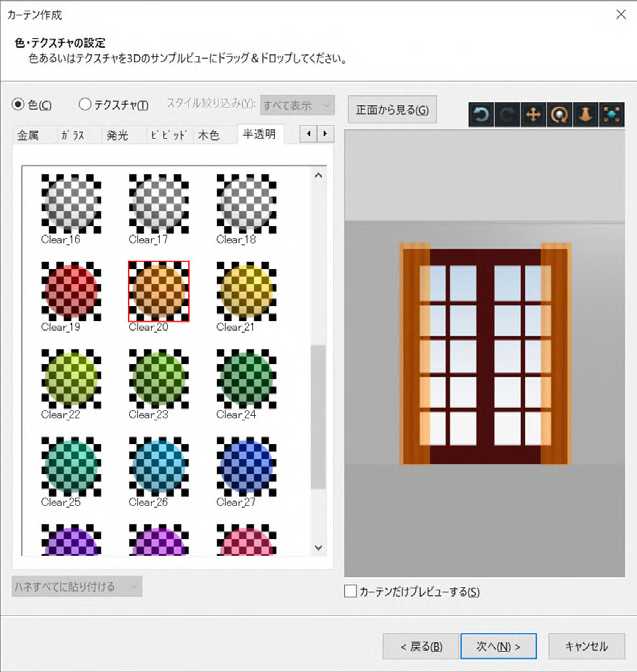 カーテン作成
色・テクスチャの設定
色あるいはテクスチャを3Dのサンプルビューにドラッグ＆ドロップしてください。
色(C) テクスチャ(T) スタイル絞り込み(Y): すべて表示 正面から見る(G)
金属 ガラス 発光 ビビッド 木色 半透明
Clear_16 Clear_17 Clear_18
Clear_19 Clear_20 Clear_21
Clear_22 Clear_23 Clear_24
Clear_25 Clear_26 Clear_27
ハネすべてに貼り付ける
カーテンだけプレビューする(S)
< 戻る(B) 次へ(N) > キャンセル